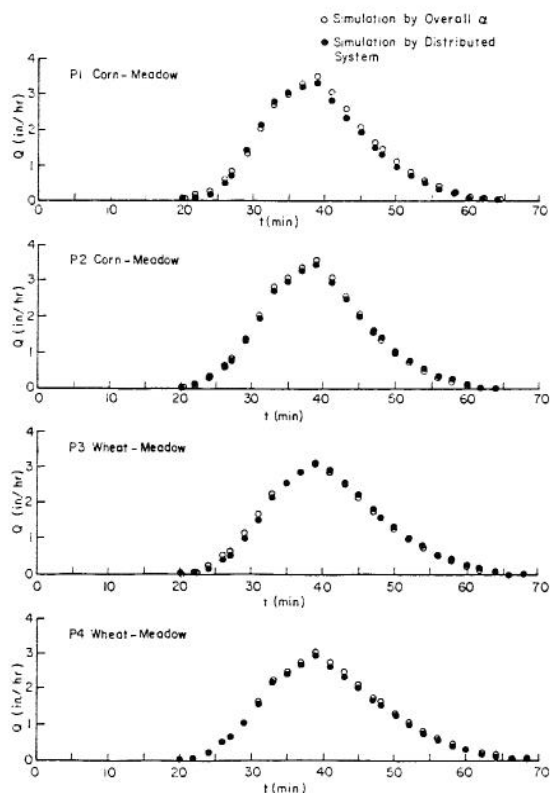 ○ Simulation by Overall α
● Simulation by Distributed
System
P1 Corn-Meadow
Q (in/hr)
4
3
2
1
0
0 10 20 30 40 50 60 70
t (min)
P2 Corn-Meadow
Q (in/hr)
4
3
2
1
0
0 10 20 30 40 50 60 70
t (min)
P3 Wheat-Meadow
Q (in/hr)
4
3
2
1
0
0 10 20 30 40 50 60 70
t (min)
P4 Wheat-Meadow
Q (in/hr)
4
3
2
1
0
0 10 20 30 40 50 60 70
t (min)